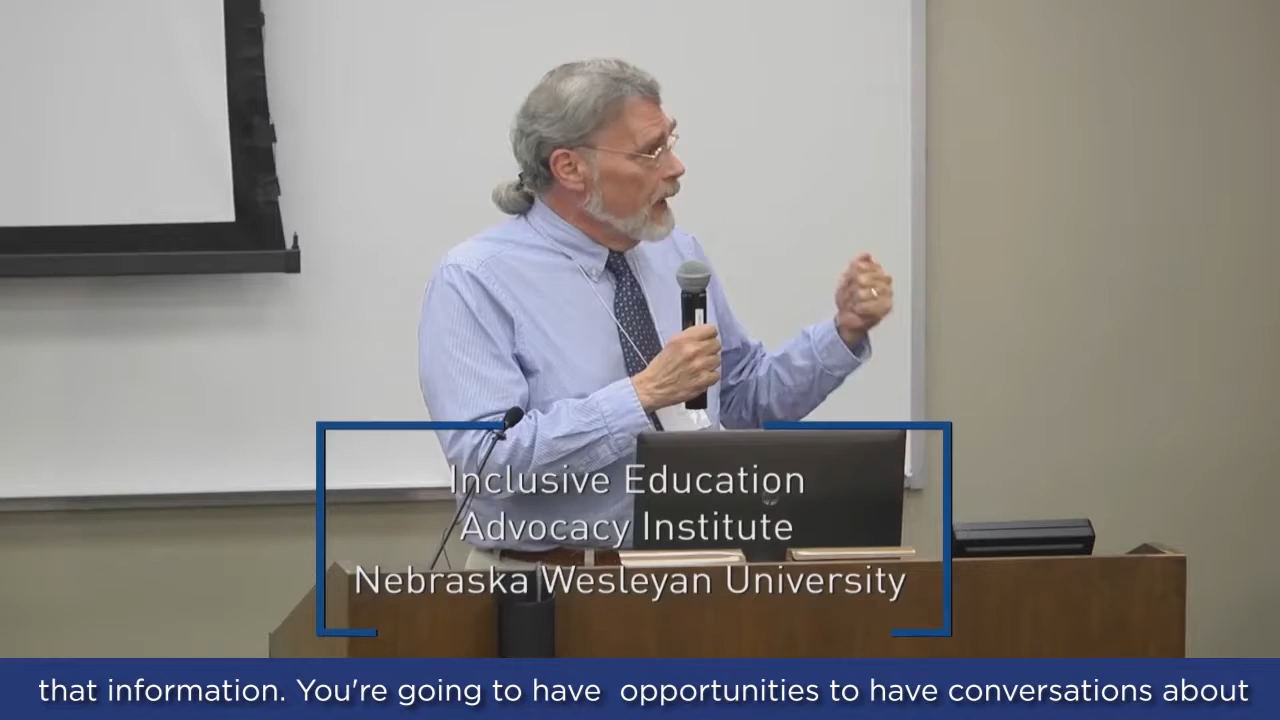 Inclusive Education
Advocacy Institute
Nebraska Wesleyan University
that information. You're going to have opportunities to have conversations about